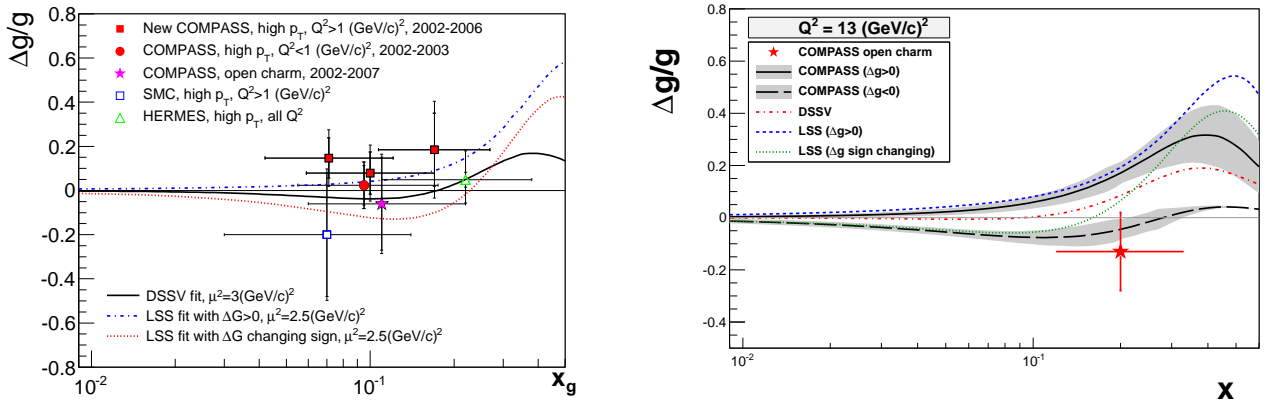 Δg/g
New COMPASS, high p_T, Q²>1 (GeV/c)², 2002-2006
COMPASS, high p_T, Q²<1 (GeV/c)², 2002-2003
COMPASS, open charm, 2002-2007
SMC, high p_T, Q²>1 (GeV/c)²
HERMES, high p_T, all Q²
0.8
0.6
0.4
0.2
0
-0.2
-0.4
-0.6
-0.8
DSSV fit, μ²=3(GeV/c)²
LSS fit with ΔG>0, μ²=2.5(GeV/c)²
LSS fit with ΔG changing sign, μ²=2.5(GeV/c)²
10⁻²
10⁻¹
x_g
Δg/g
Q² = 13 (GeV/c)²
COMPASS open charm
COMPASS (Δg>0)
COMPASS (Δg<0)
DSSV
LSS (Δg>0)
LSS (Δg sign changing)
0.6
0.4
0.2
0
-0.2
-0.4
10⁻²
10⁻¹
x